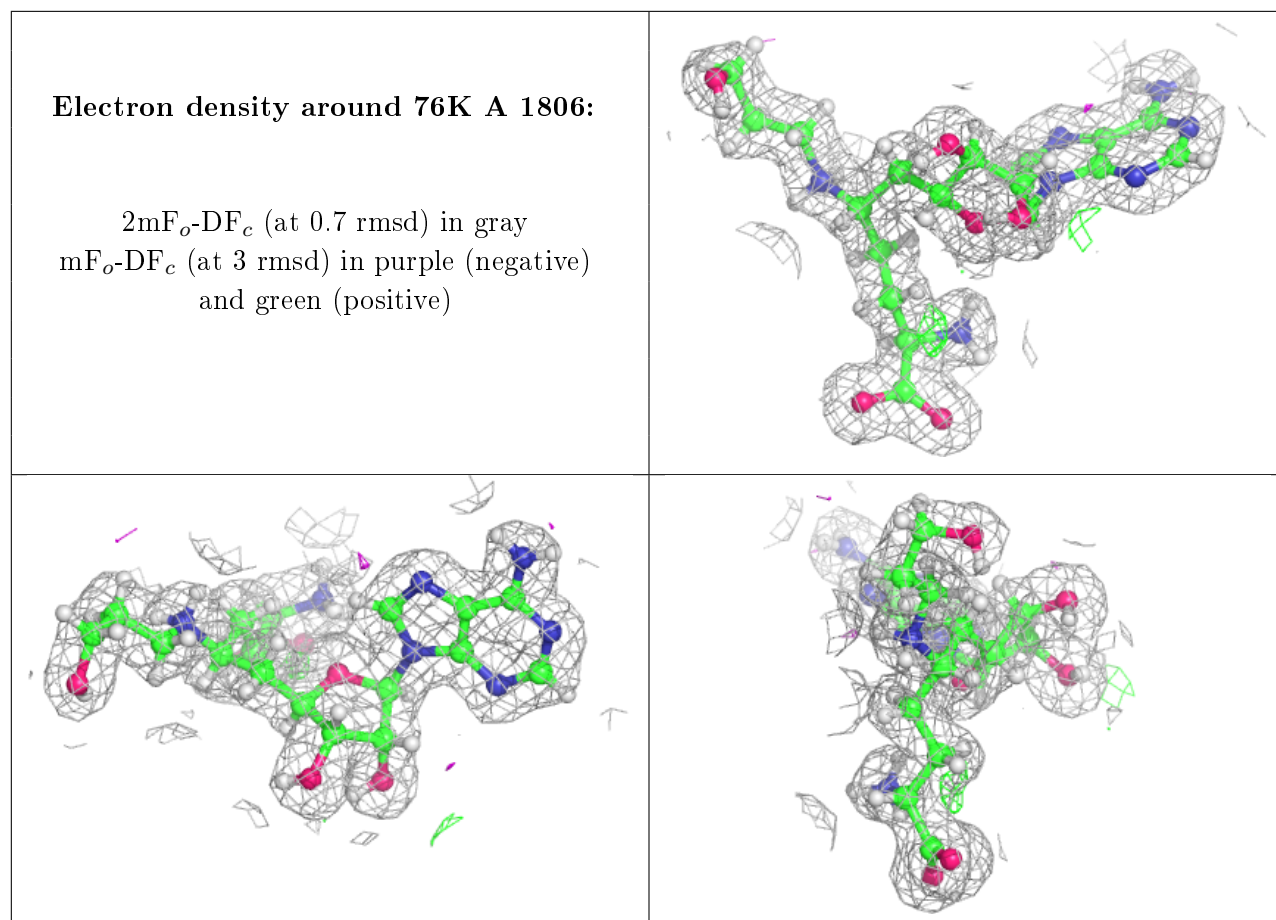 Electron density around 76K A 1806:
2mFₒ-DF𝒸 (at 0.7 rmsd) in gray
mFₒ-DF𝒸 (at 3 rmsd) in purple (negative)
and green (positive)